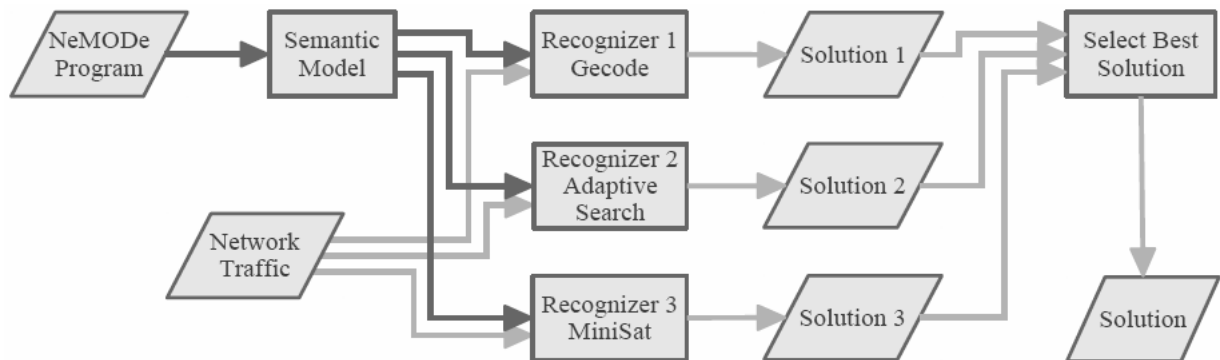 NeMODe
Program
Semantic
Model
Recognizer 1
Gecode
Solution 1
Select Best
Solution
Recognizer 2
Adaptive
Search
Solution 2
Network
Traffic
Recognizer 3
MiniSat
Solution 3
Solution